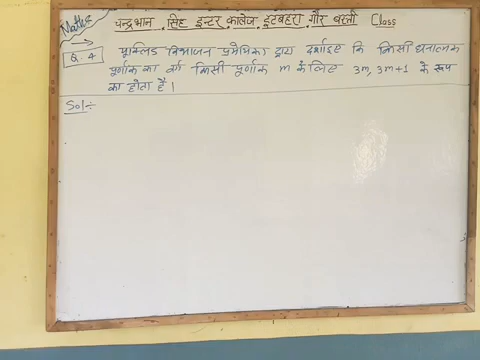 Maths
चन्द्रभान सिंह इन्टर कालेज इटबहरा गौर बस्ती Class
Q.4 यूक्लिड विभाजन प्रमेयिका द्वारा दर्शाइए कि किसी धनात्मक
पूर्णांक का वर्ग किसी पूर्णांक m के लिए 3m, 3m+1 के रूप
का होता है।
Sol÷